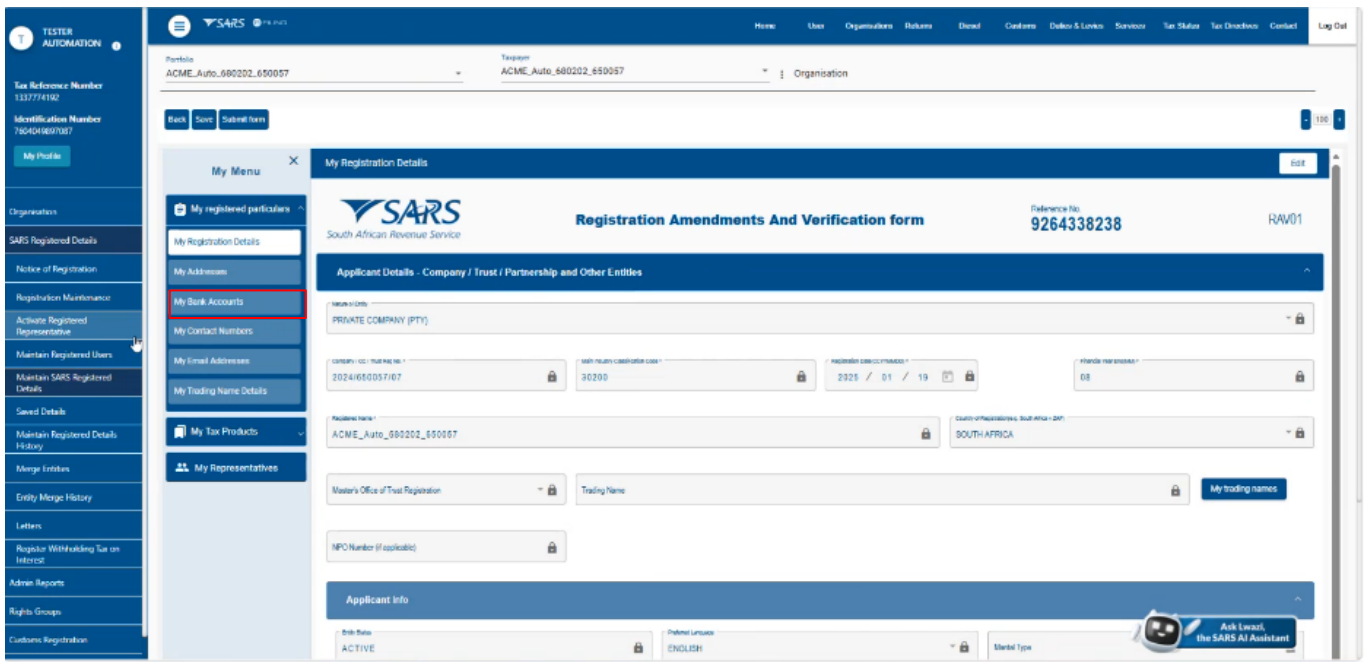 T
TESTER
AUTOMATION
Tax Reference Number
1337774192
Identification Number
7604049897087
My Profile
Organisation
SARS Registered Details
Notice of Registration
Registration Maintenance
Activate Registered
Representative
Maintain Registered Users
Maintain SARS Registered
Details
Saved Details
Maintain Registered Details
History
Merge Entities
Entity Merge History
Letters
Register Withholding Tax on
Interest
Admin Reports
Rights Groups
Customs Registration
SARS eFILING
Home User Organisations Returns Diesel Customs Duties & Levies Services Tax Status Tax Directives Contact Log Out
Portfolio
ACME_Auto_680202_650057
Taxpayer
ACME_Auto_680202_650057
Organisation
Back Save Submit form
- 100 +
My Menu ×
My registered particulars
My Registration Details
My Addresses
My Bank Accounts
My Contact Numbers
My Email Addresses
My Trading Name Details
My Tax Products
My Representatives
My Registration Details
Edit
SARS
South African Revenue Service
Registration Amendments And Verification form
Reference No.
9264338238
RAV01
Applicant Details - Company / Trust / Partnership and Other Entities
Nature of Entity
PRIVATE COMPANY (PTY)
2024/650057/07
30200
2025 / 01 / 19
08
Registered Name *
ACME_Auto_680202_650057
SOUTH AFRICA
Master's Office of Trust Registration
Trading Name
My trading names
NPO Number (if applicable)
Applicant Info
Entity Status
ACTIVE
Preferred Language
ENGLISH
Marital Type
Ask Lwazi,
the SARS AI Assistant